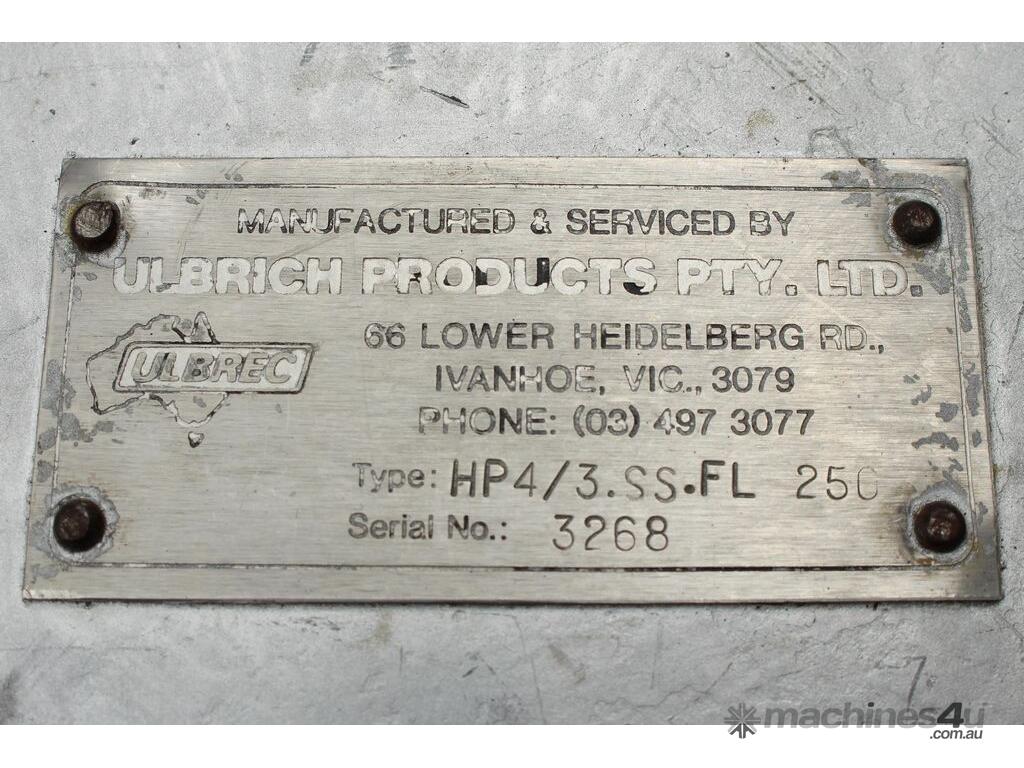 MANUFACTURED & SERVICED BY
ULBRICH PRODUCTS PTY. LTD.
ULBREC
66 LOWER HEIDELBERG RD.,
IVANHOE, VIC., 3079
PHONE: (03) 497 3077
Type: HP4/3.SS.FL 250
Serial No.: 3268
machines4u
.com.au